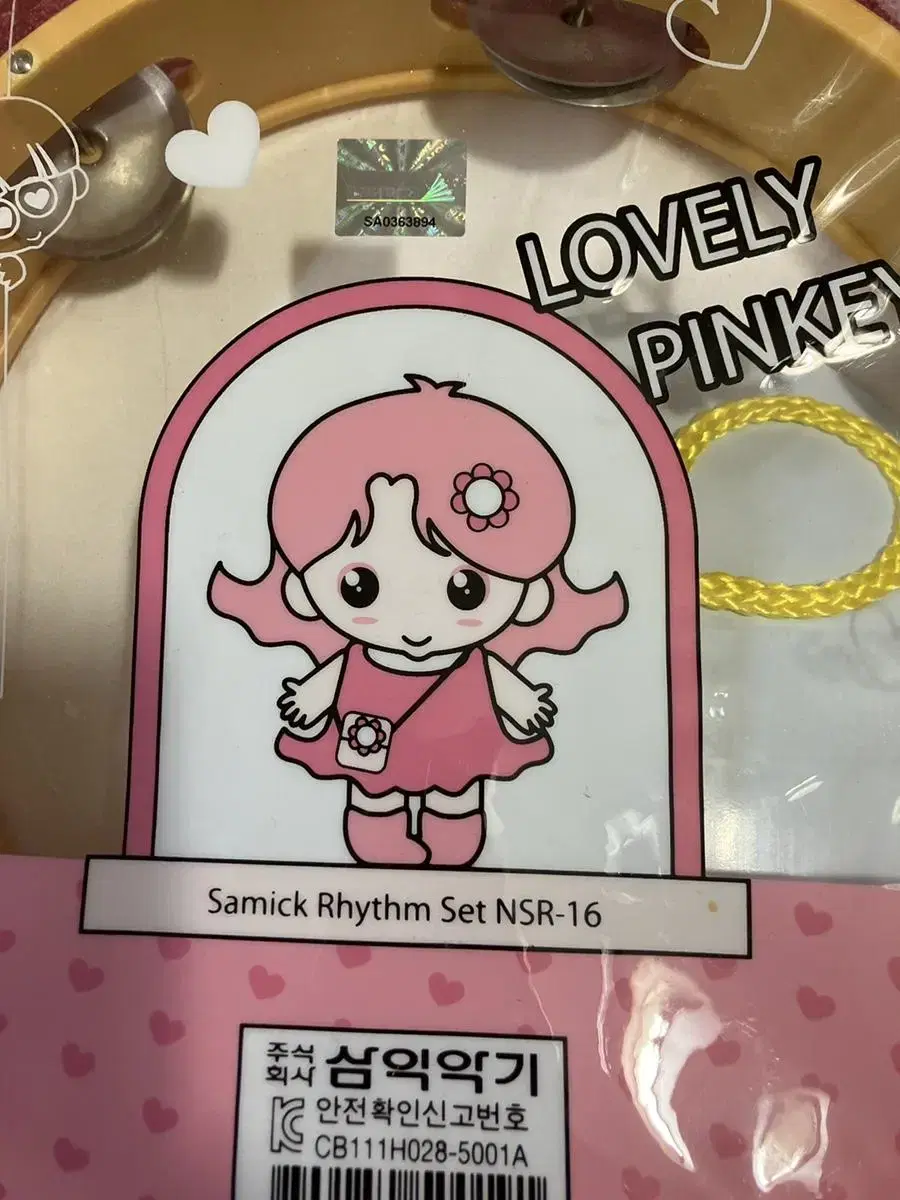 SA0363894
LOVELY
PINKEY
Samick Rhythm Set NSR-16
주식
회사
삼익악기
안전확인신고번호
CB111H028-5001A